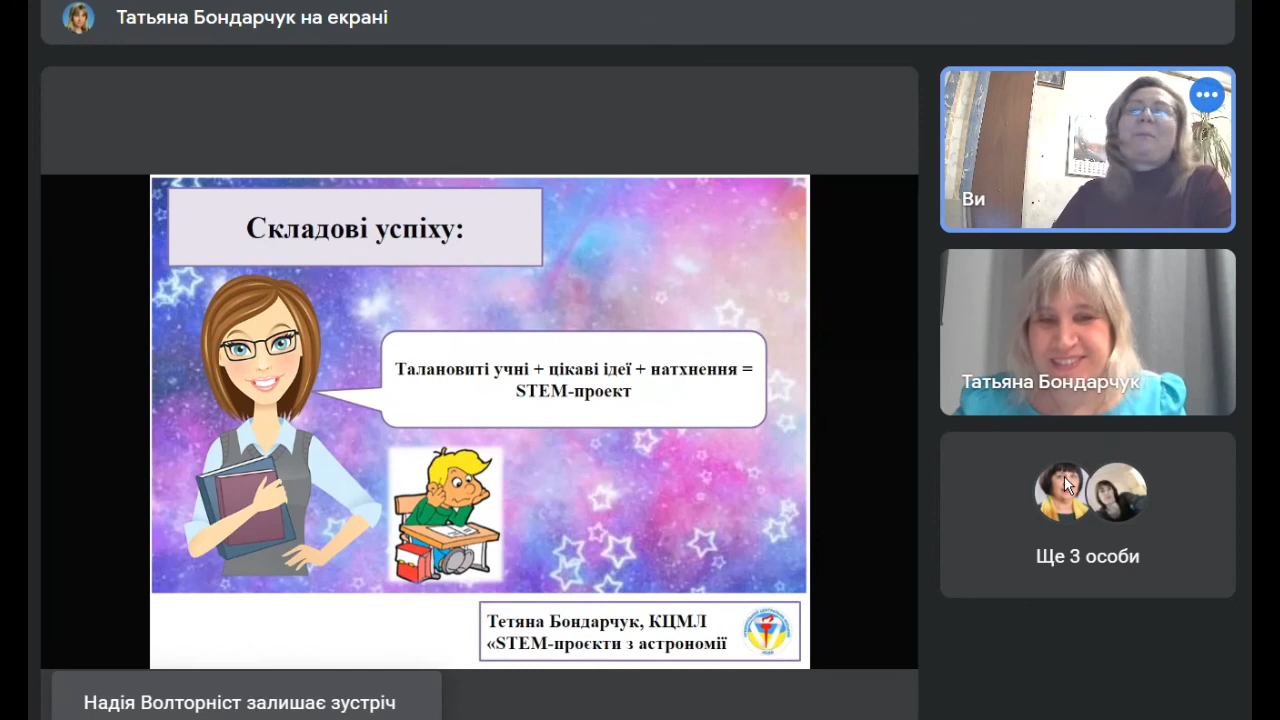 Татьяна Бондарчук на екрані
Складові успіху:
Талановиті учні + цікаві ідеї + натхнення =
STEM-проект
Тетяна Бондарчук, КЦМЛ
«STEM-проєкти з астрономії
Ви
Татьяна Бондарчук
Ще 3 особи
Надія Волторніст залишає зустріч